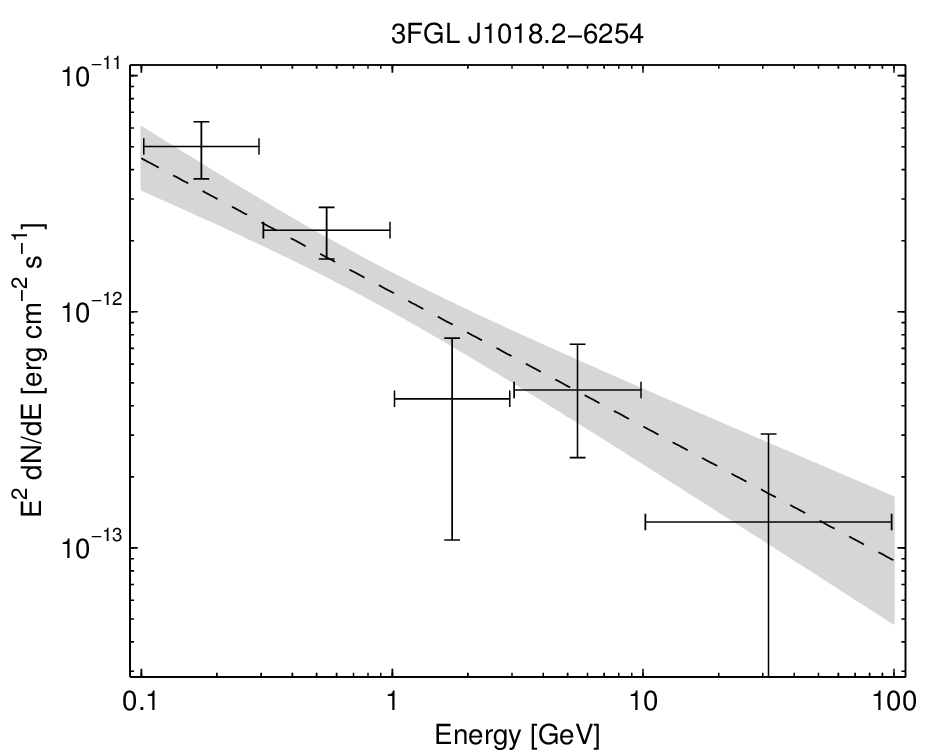 3FGL J1018.2−6254
10⁻¹¹
10⁻¹²
10⁻¹³
E² dN/dE [erg cm⁻² s⁻¹]
0.1 1 10 100
Energy [GeV]